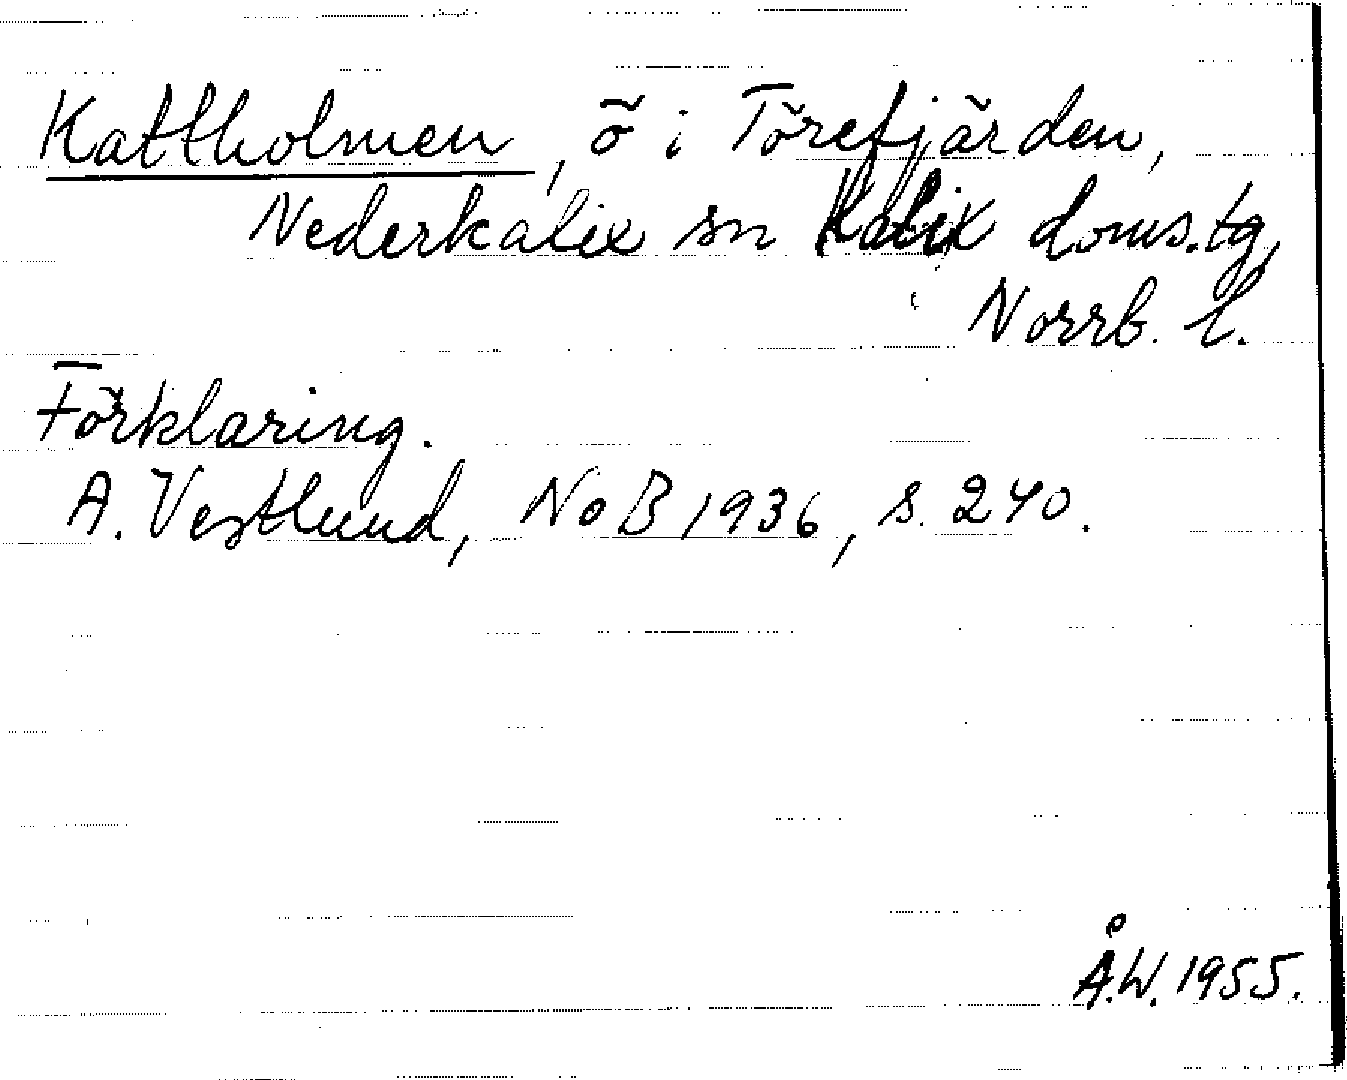 Kattholmen, ö i Törefjärden,
Nederkalix sn Kalix doms.tg,
Norrb. l.
Förklaring.
A. Vestlund, NoB 1936, s. 240.
Å.W. 1955.